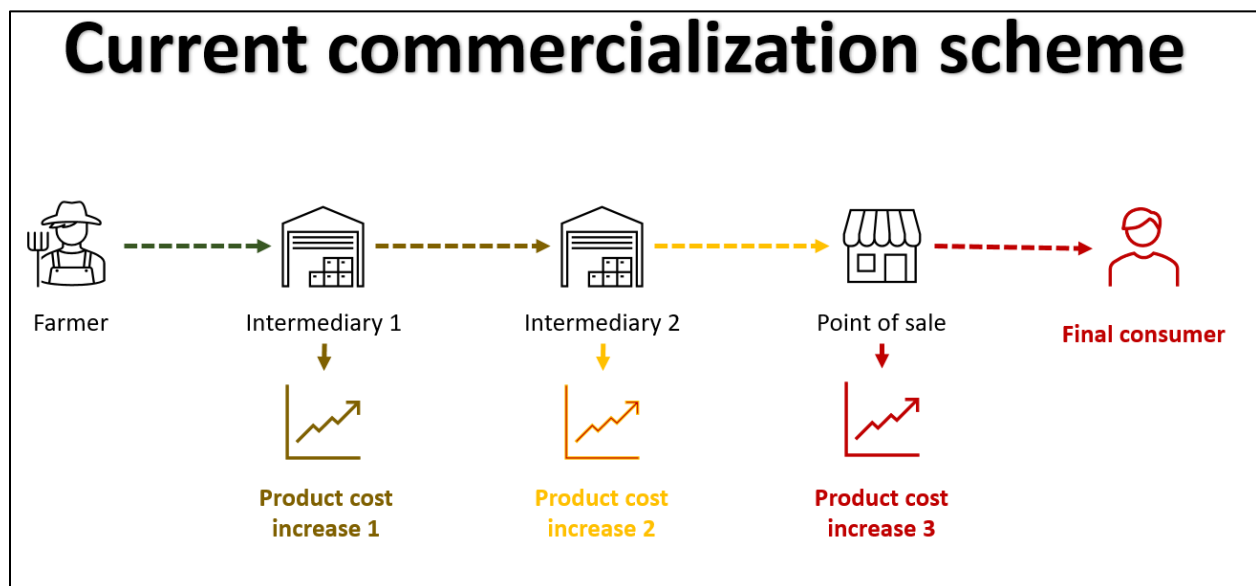 Current commercialization scheme
Farmer
Intermediary 1
Intermediary 2
Point of sale
Final consumer
Product cost
increase 1
Product cost
increase 2
Product cost
increase 3